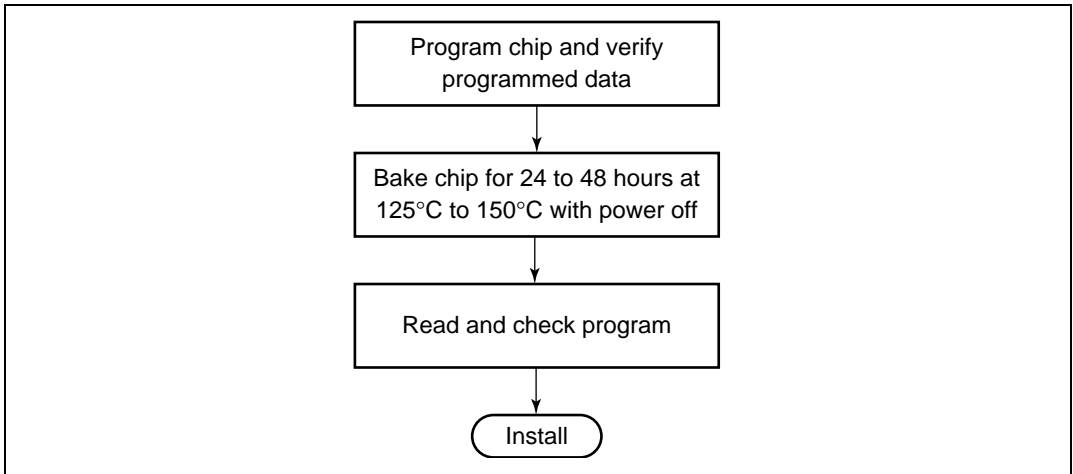 Program chip and verify
programmed data
Bake chip for 24 to 48 hours at
125°C to 150°C with power off
Read and check program
Install